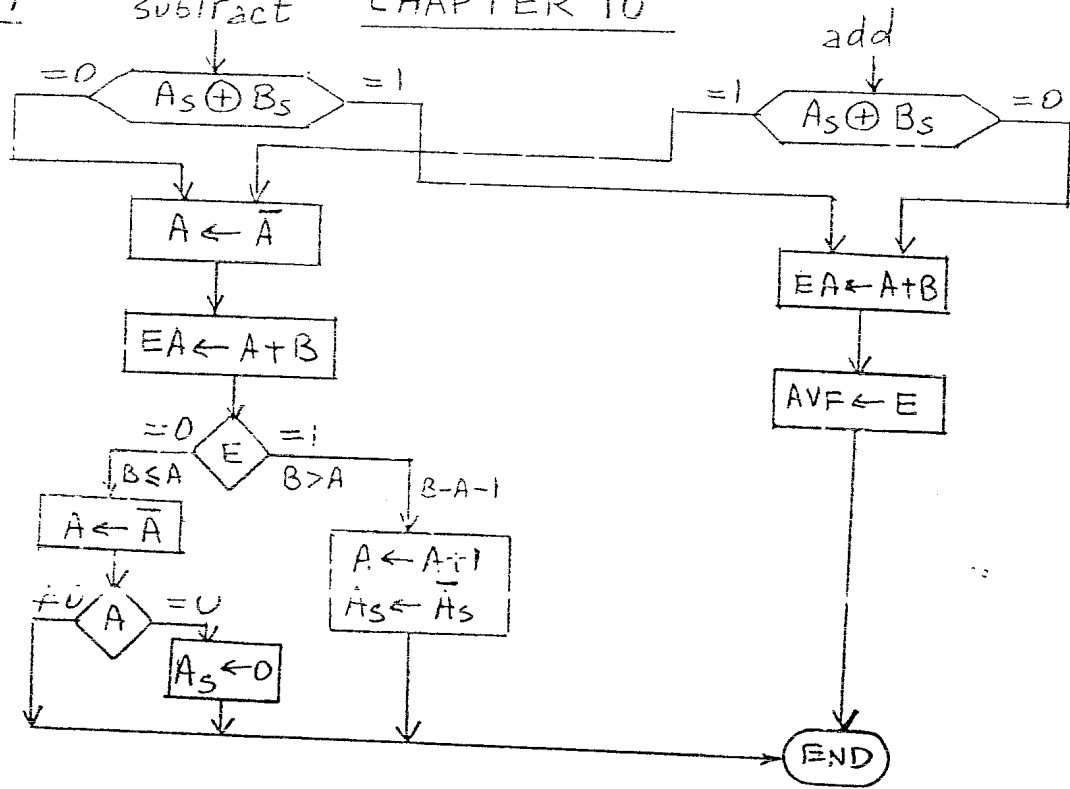 subtract CHAPTER 10
add
=0 As ⊕ Bs =1
=1 As ⊕ Bs =0
A ← A̅
EA ← A+B
EA ← A+B
AVF ← E
=0 E =1
B≤A B>A B-A-1
A ← A̅
A ← A+1
As ← A̅s
≠0 A =0
As ← 0
END